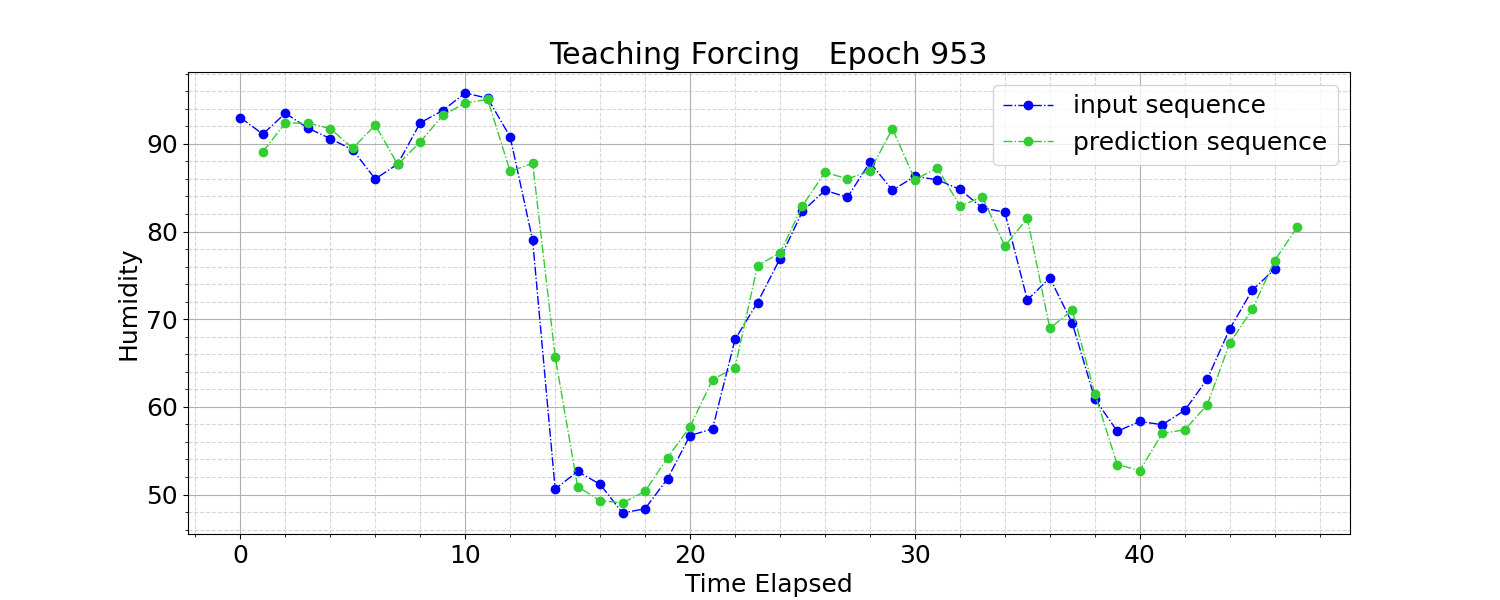 Teaching Forcing   Epoch 953
input sequence
prediction sequence
Humidity
90
80
70
60
50
0 10 20 30 40
Time Elapsed